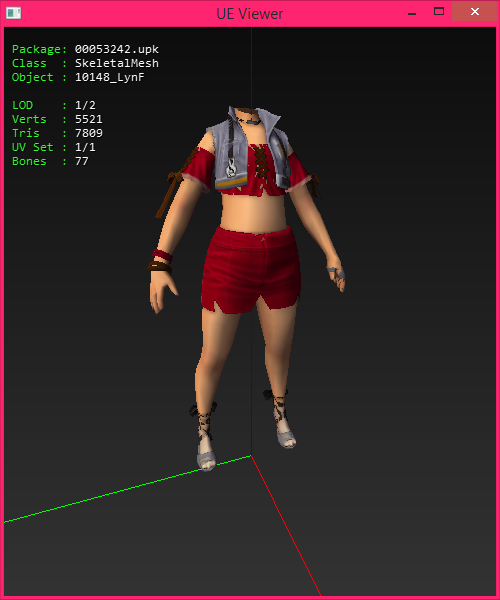 UE Viewer
Package: 00053242.upk
Class : SkeletalMesh
Object : 10148_LynF
LOD : 1/2
Verts : 5521
Tris : 7809
UV Set : 1/1
Bones : 77